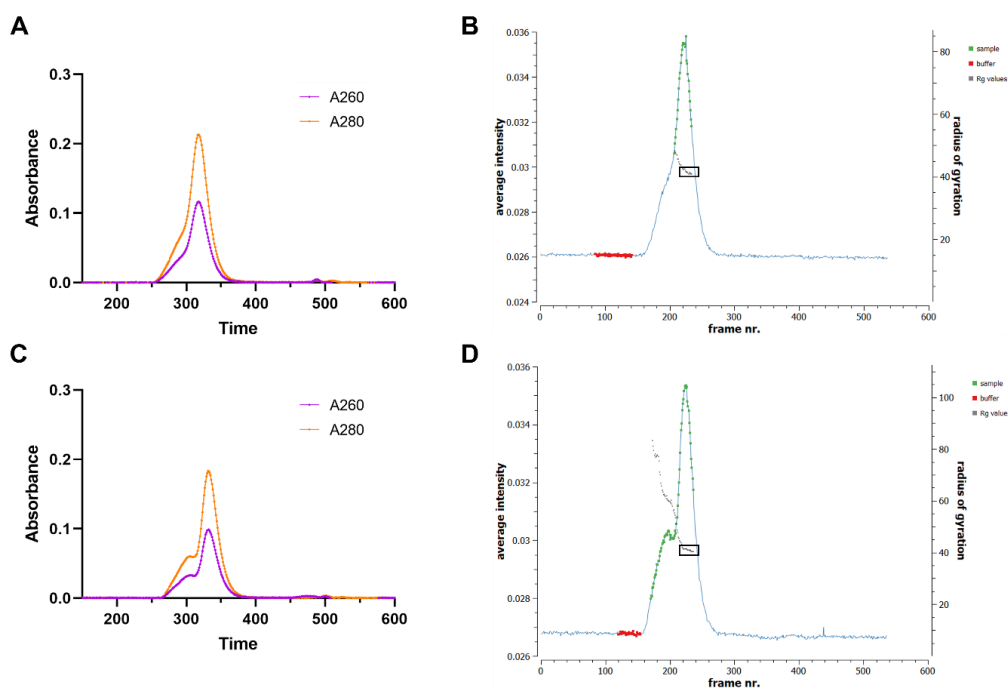 A
0.3
0.2
0.1
0.0
Absorbance
200 300 400 500 600
Time
A260
A280
B
0.036
0.034
0.032
0.030
0.028
0.026
0.024
average intensity
80
60
40
20
radius of gyration
0 100 200 300 400 500 600
frame nr.
sample
buffer
Rg values
C
0.3
0.2
0.1
0.0
Absorbance
200 300 400 500 600
Time
A260
A280
D
0.036
0.034
0.032
0.03
0.028
0.026
average intensity
100
80
60
40
20
radius of gyration
0 100 200 300 400 500 600
frame nr.
sample
buffer
Rg values